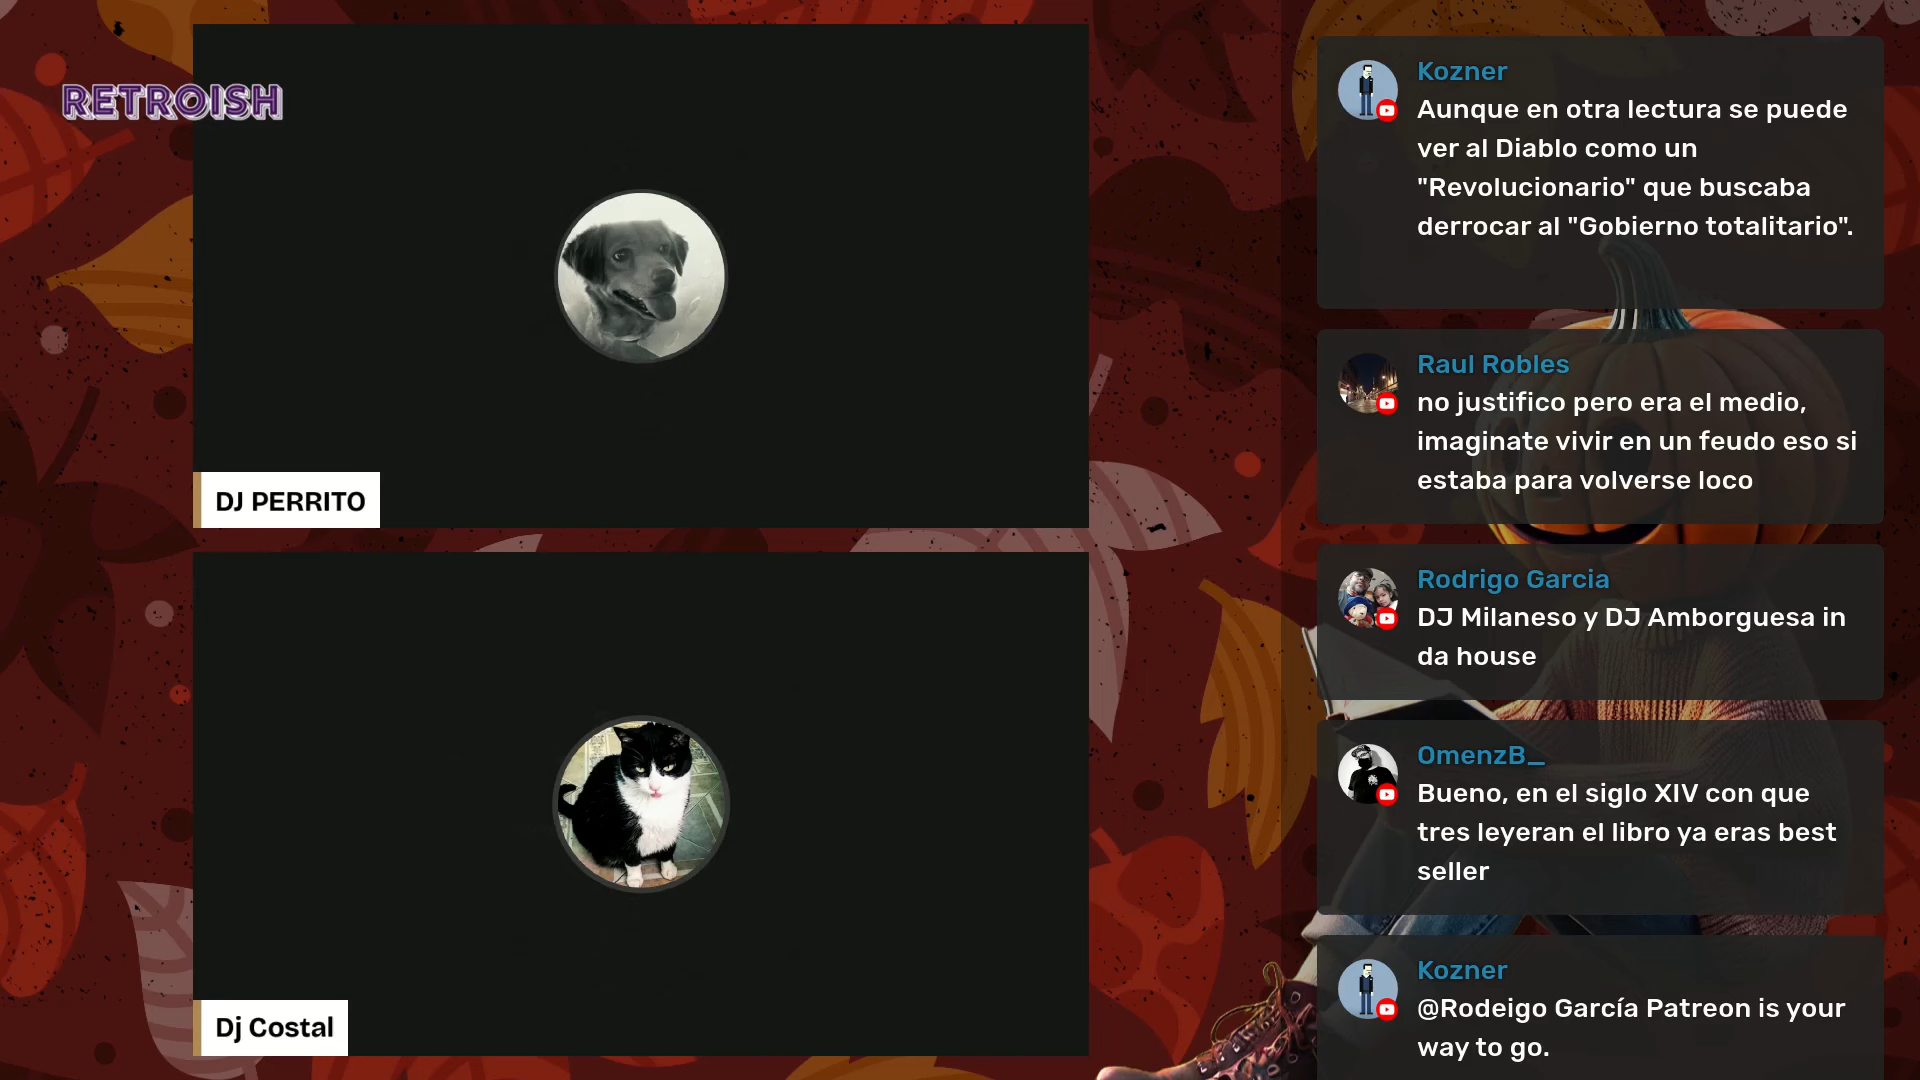 RETROISH
DJ PERRITO
Dj Costal
Kozner
Aunque en otra lectura se puede
ver al Diablo como un
"Revolucionario" que buscaba
derrocar al "Gobierno totalitario".
Raul Robles
no justifico pero era el medio,
imaginate vivir en un feudo eso si
estaba para volverse loco
Rodrigo Garcia
DJ Milaneso y DJ Amborguesa in
da house
OmenzB_
Bueno, en el siglo XIV con que
tres leyeran el libro ya eras best
seller
Kozner
@Rodeigo García Patreon is your
way to go.